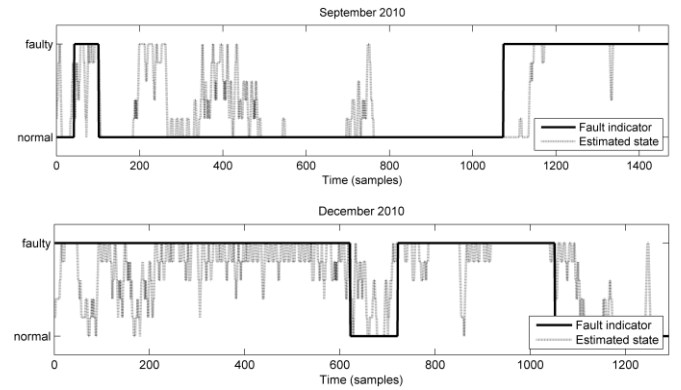 September 2010
faulty
normal
0 200 400 600 800 1000 1200 1400
Time (samples)
Fault indicator
Estimated state
December 2010
faulty
normal
0 200 400 600 800 1000 1200
Time (samples)
Fault indicator
Estimated state